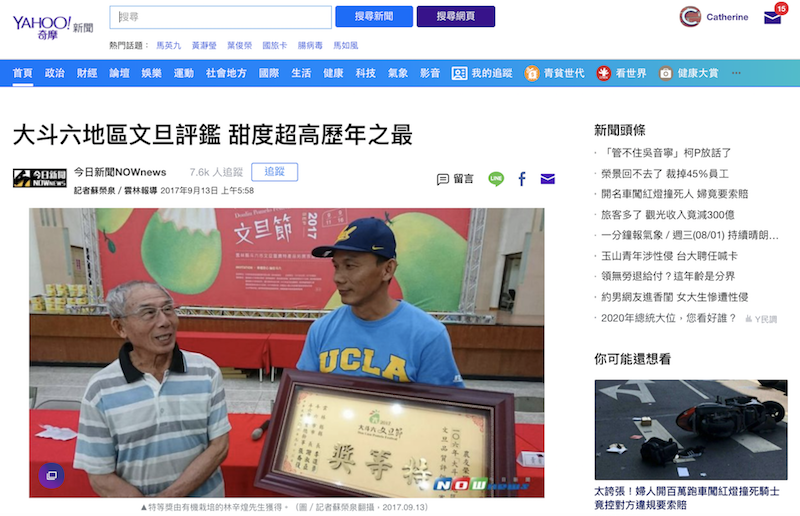 YAHOO!
奇摩
新聞
搜尋
搜尋新聞
搜尋網頁
Catherine
15
熱門話題：
馬英九
黃瀞瑩
葉俊榮
國旅卡
腸病毒
馬如風
首頁 政治 財經 論壇 娛樂 運動 社會地方 國際 生活 健康 科技 氣象 影音 我的追蹤 青貧世代 看世界 健康大賞 ...
大斗六地區文旦評鑑 甜度超高歷年之最
今日新聞
NOWnews
今日新聞NOWnews
7.6k 人追蹤
追蹤
記者蘇榮泉 / 雲林報導 2017年9月13日 上午5:58
留言
LINE
2017
文旦節
UCLA
2017
大斗六文旦節
特等獎
NOWnews
▲特等獎由有機栽培的林辛煌先生獲得。（圖 / 記者蘇榮泉翻攝，2017.09.13）
新聞頭條
· 「管不住吳音寧」柯P放話了
· 榮景回不去了 裁掉45%員工
· 開名車闖紅燈撞死人 婦竟要索賠
· 旅客多了 觀光收入竟減300億
· 一分鐘報氣象 / 週三(08/01) 持續晴朗...
· 玉山青年涉性侵 台大聘任喊卡
· 領無勞退給付？這年齡是分界
· 約男網友進香閨 女大生慘遭性侵
· 2020年總統大位，您看好誰？ Y民調
你可能還想看
太誇張！婦人開百萬跑車闖紅燈撞死騎士
竟控對方違規要索賠